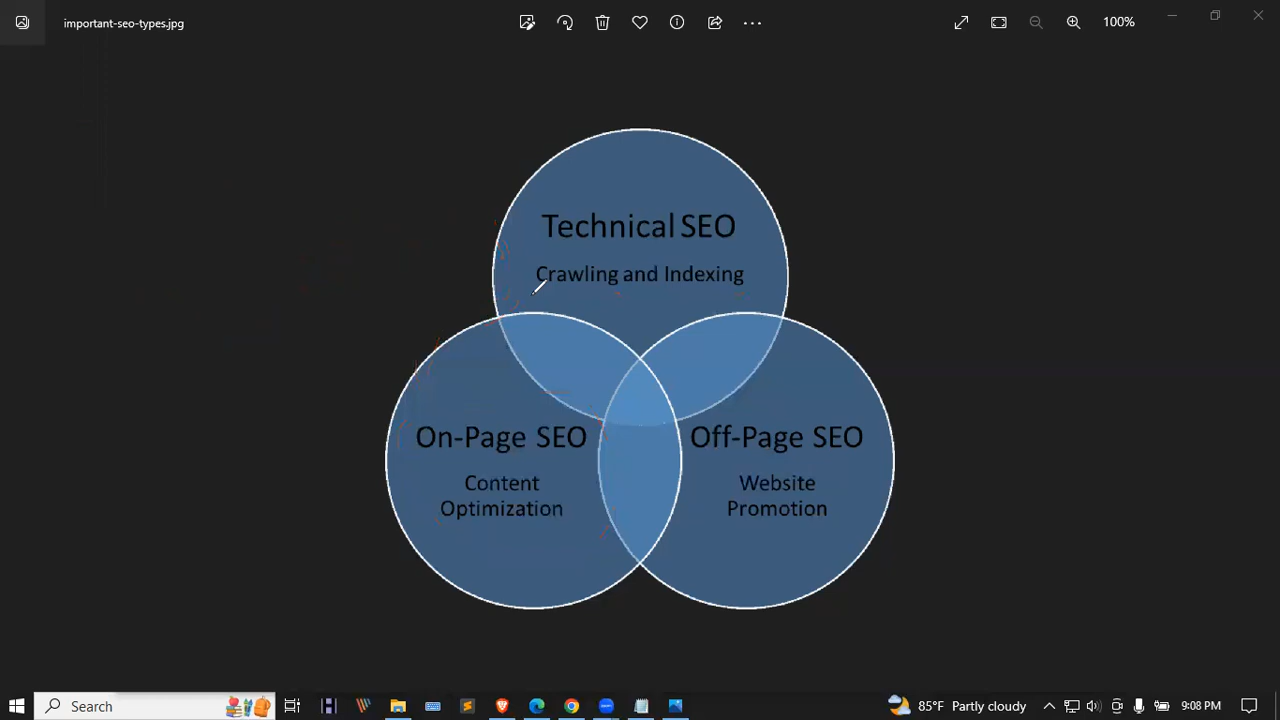 important-seo-types.jpg
100%
Technical SEO
Crawling and Indexing
On-Page SEO
Off-Page SEO
Content
Optimization
Website
Promotion
Search
85°F Partly cloudy
9:08 PM